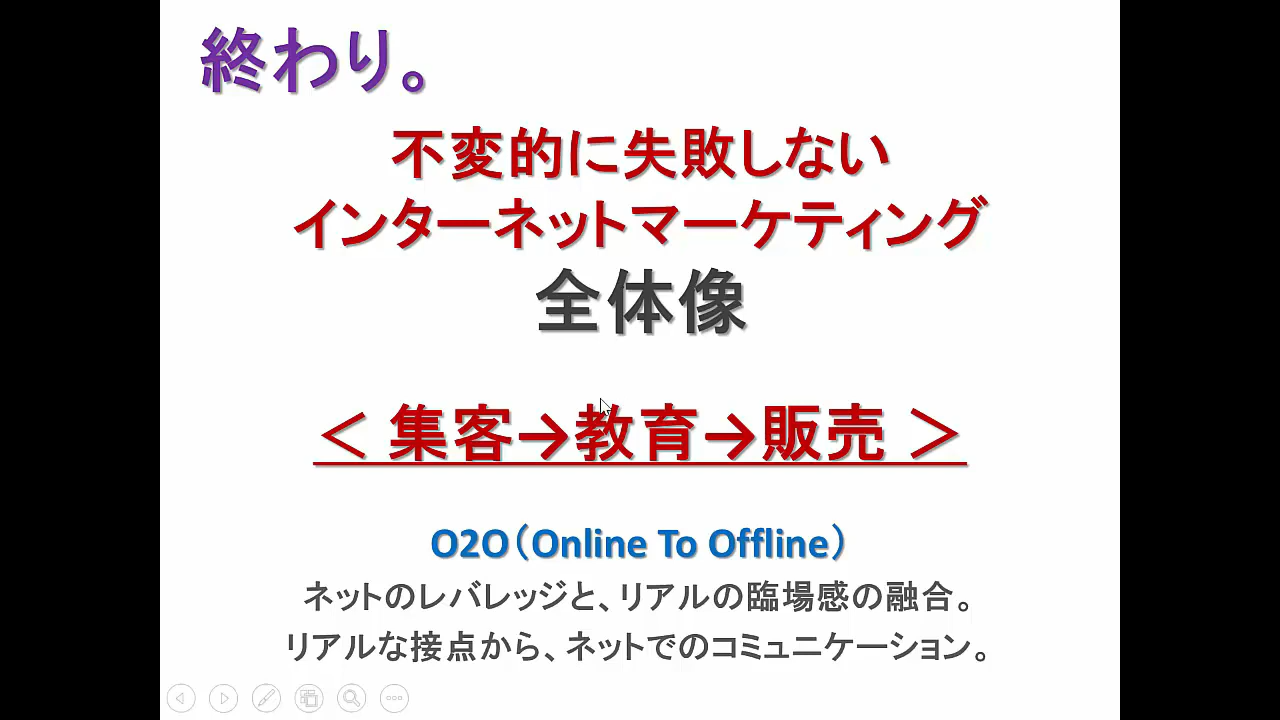 終わり。
不変的に失敗しない
インターネットマーケティング
全体像
＜ 集客→教育→販売 ＞
O2O（Online To Offline）
ネットのレバレッジと、リアルの臨場感の融合。
リアルな接点から、ネットでのコミュニケーション。